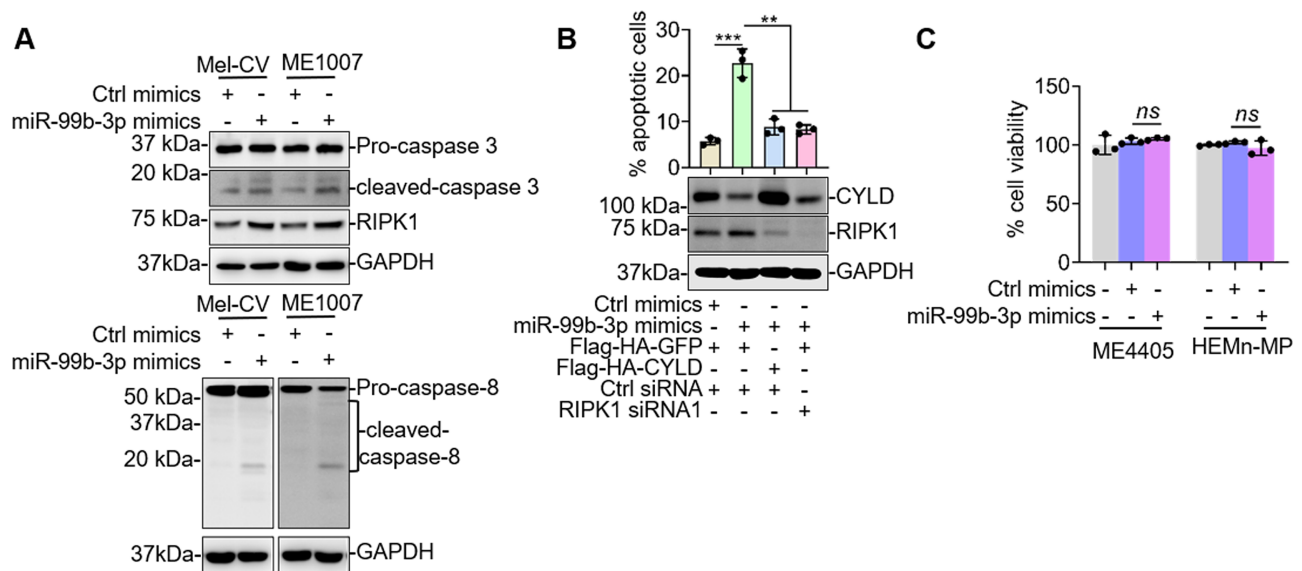 A
Mel-CV ME1007
Ctrl mimics + - + -
miR-99b-3p mimics - + - +
37 kDa- -Pro-caspase 3
20 kDa- -cleaved-caspase 3
75 kDa- -RIPK1
37kDa- -GAPDH
Mel-CV ME1007
Ctrl mimics + - + -
miR-99b-3p mimics - + - +
50 kDa- -Pro-caspase-8
37kDa-
20 kDa- -cleaved-
caspase-8
37kDa- -GAPDH
B
% apoptotic cells
30
20
10
0
*** **
100 kDa- -CYLD
75 kDa- -RIPK1
37kDa- -GAPDH
Ctrl mimics + - - -
miR-99b-3p mimics - + + +
Flag-HA-GFP + + - +
Flag-HA-CYLD - - + -
Ctrl siRNA + + + -
RIPK1 siRNA1 - - - +
C
% cell viability
150
100
50
0
ns ns
Ctrl mimics - + - - + -
miR-99b-3p mimics - - + - - +
ME4405 HEMn-MP